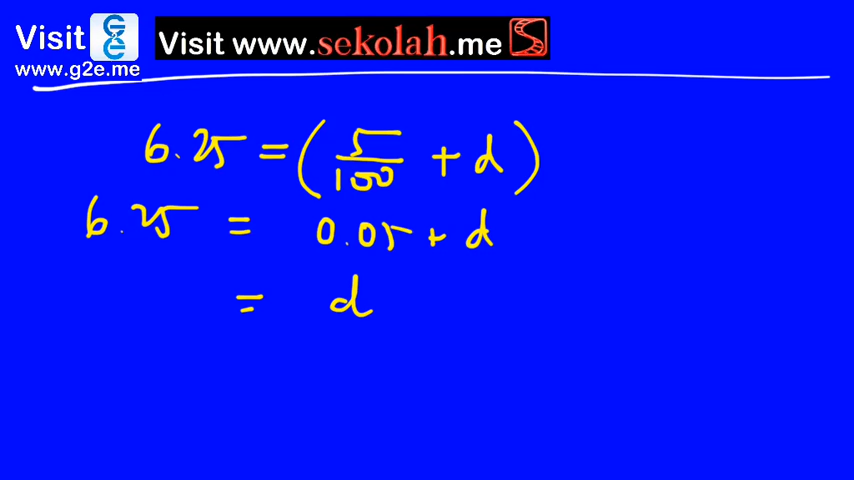 Visit
www.g2e.me
Visit www.sekolah.me
6.25 = ( 5/100 + d )
6.25 = 0.05 + d
= d